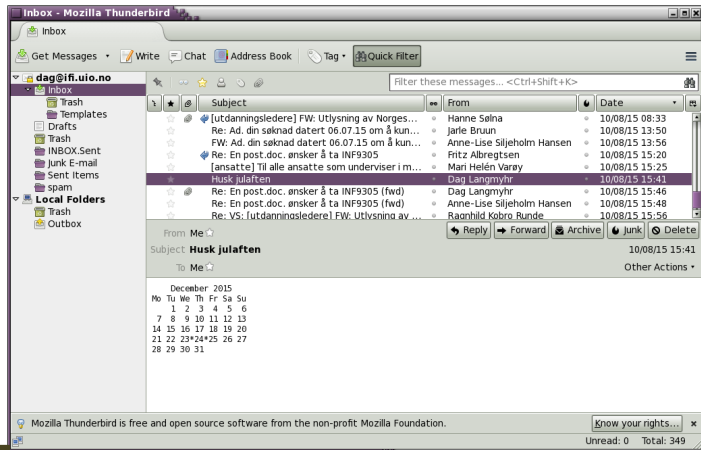 Inbox - Mozilla Thunderbird
Inbox
Get Messages Write Chat Address Book Tag Quick Filter
dag@ifi.uio.no
Inbox
Trash
Templates
Drafts
Trash
INBOX.Sent
Junk E-mail
Sent Items
spam
Local Folders
Trash
Outbox
Filter these messages... <Ctrl+Shift+K>
Subject From Date
[utdanningsledere] FW: Utlysning av Norges... Hanne Sølna 10/08/15 08:33
Re: Ad. din søknad datert 06.07.15 om å kun... Jarle Bruun 10/08/15 13:50
FW: Ad. din søknad datert 06.07.15 om å kun... Anne-Lise Siljeholm Hansen 10/08/15 13:56
Re: En post.doc. ønsker å ta INF9305 Fritz Albregtsen 10/08/15 15:20
[ansatte] Til alle ansatte som underviser i m... Mari Helén Varøy 10/08/15 15:25
Husk julaften Dag Langmyhr 10/08/15 15:41
Re: En post.doc. ønsker å ta INF9305 (fwd) Dag Langmyhr 10/08/15 15:46
Re: En post.doc. ønsker å ta INF9305 (fwd) Anne-Lise Siljeholm Hansen 10/08/15 15:48
Re: VS: [utdanningsledere] FW: Utlysning av ... Ragnhild Kobro Runde 10/08/15 15:56
From Me Reply Forward Archive Junk Delete
Subject Husk julaften 10/08/15 15:41
To Me Other Actions
December 2015
Mo Tu We Th Fr Sa Su
1 2 3 4 5 6
7 8 9 10 11 12 13
14 15 16 17 18 19 20
21 22 23*24*25 26 27
28 29 30 31
Mozilla Thunderbird is free and open source software from the non-profit Mozilla Foundation. Know your rights...
Unread: 0 Total: 349